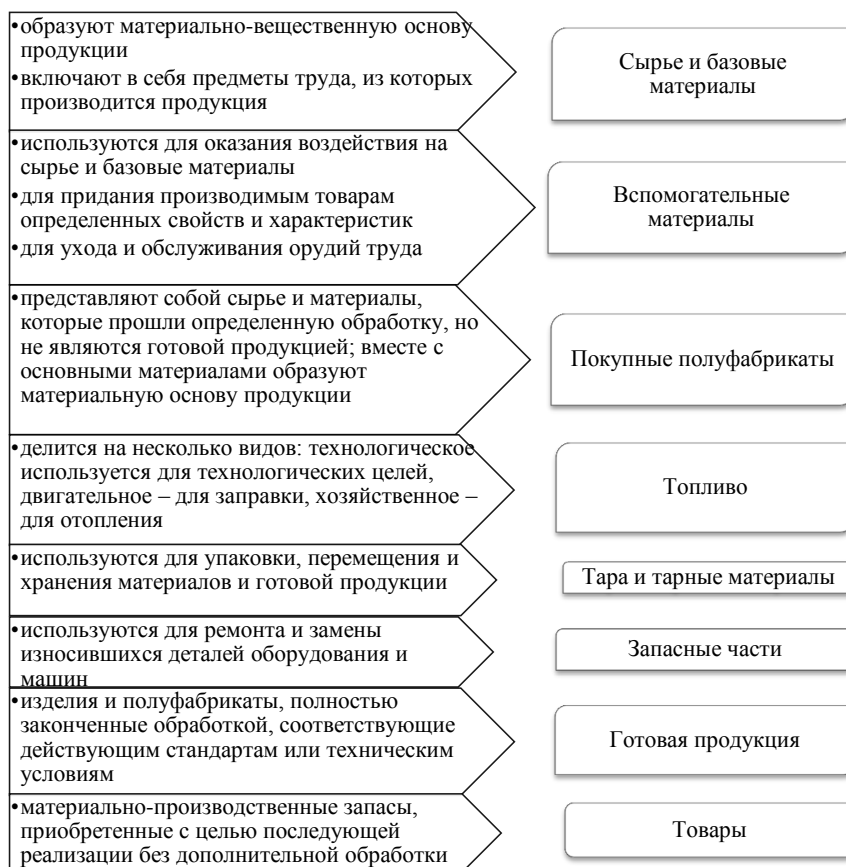 •образуют материально-вещественную основу
продукции
•включают в себя предметы труда, из которых
производится продукция
Сырье и базовые
материалы
•используются для оказания воздействия на
сырье и базовые материалы
•для придания производимым товарам
определенных свойств и характеристик
•для ухода и обслуживания орудий труда
Вспомогательные
материалы
•представляют собой сырье и материалы,
которые прошли определенную обработку, но
не являются готовой продукцией; вместе с
основными материалами образуют
материальную основу продукции
Покупные полуфабрикаты
•делится на несколько видов: технологическое
используется для технологических целей,
двигательное – для заправки, хозяйственное –
для отопления
Топливо
•используются для упаковки, перемещения и
хранения материалов и готовой продукции
Тара и тарные материалы
•используются для ремонта и замены
износившихся деталей оборудования и
машин
Запасные части
•изделия и полуфабрикаты, полностью
законченные обработкой, соответствующие
действующим стандартам или техническим
условиям
Готовая продукция
•материально-производственные запасы,
приобретенные с целью последующей
реализации без дополнительной обработки
Товары